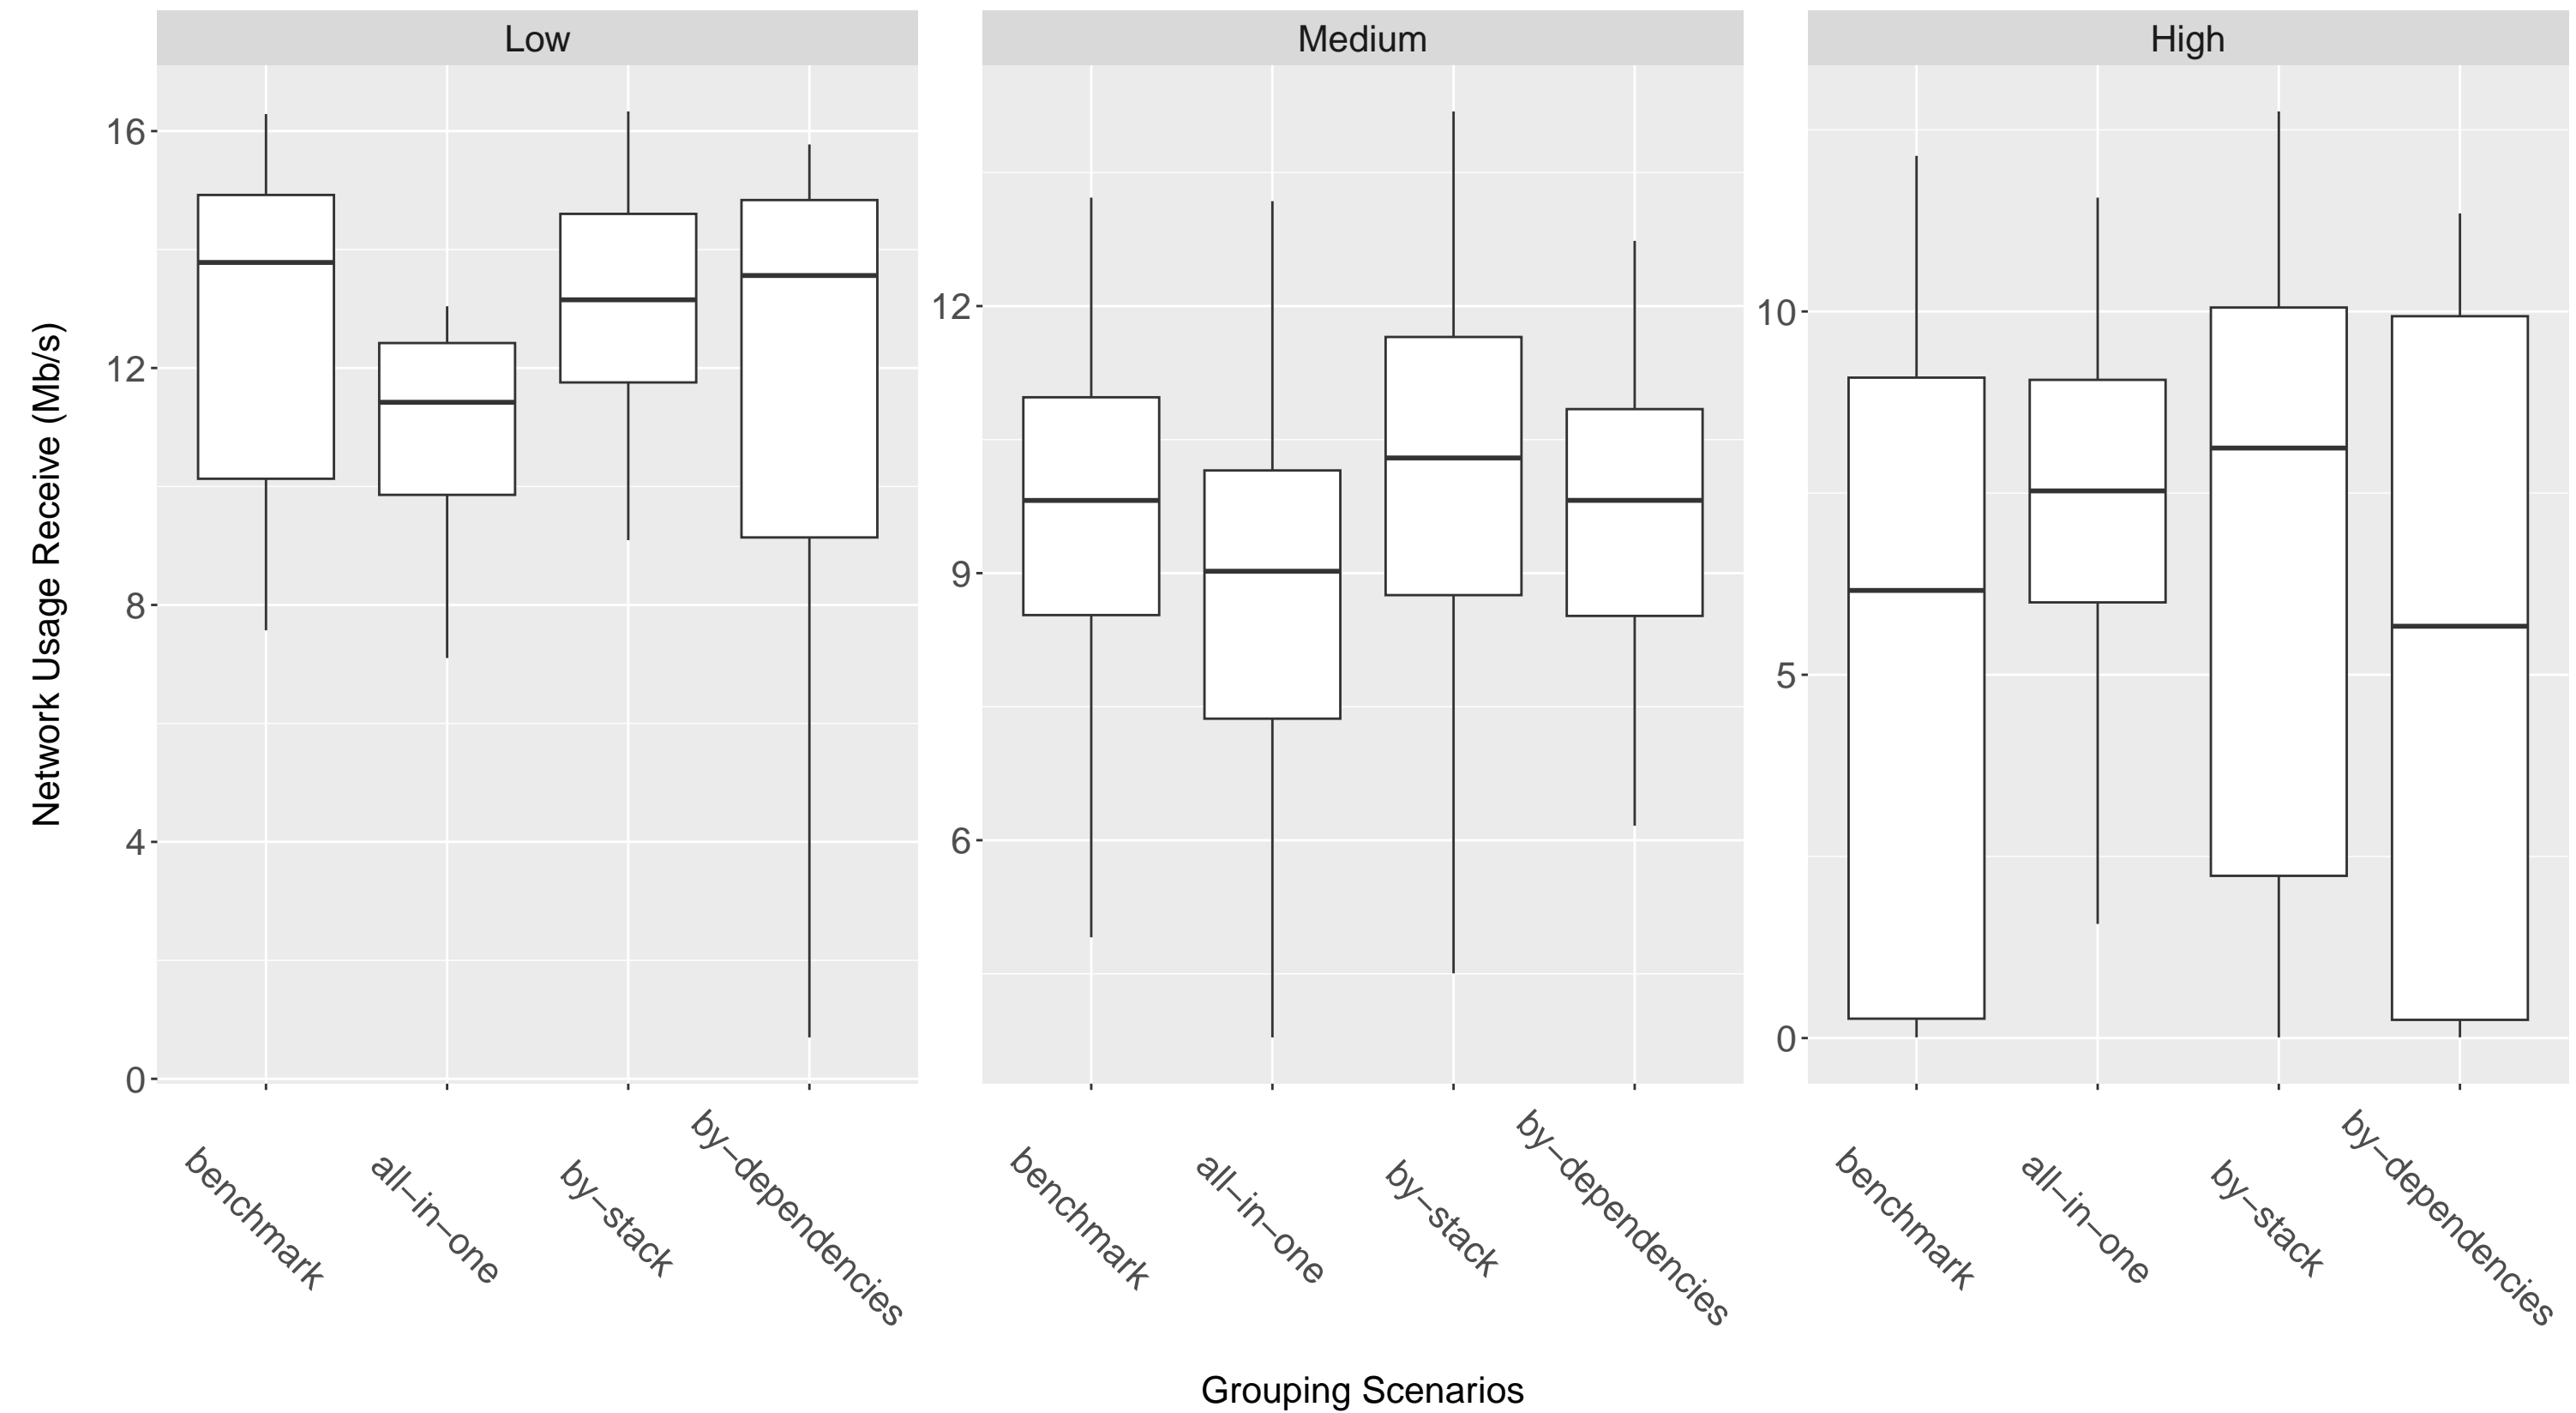 Low
Medium
High
Network Usage Receive (Mb/s)
16
12
8
4
0
12
9
6
10
5
0
benchmark
all−in−one
by−stack
by−dependencies
benchmark
all−in−one
by−stack
by−dependencies
benchmark
all−in−one
by−stack
by−dependencies
Grouping Scenarios